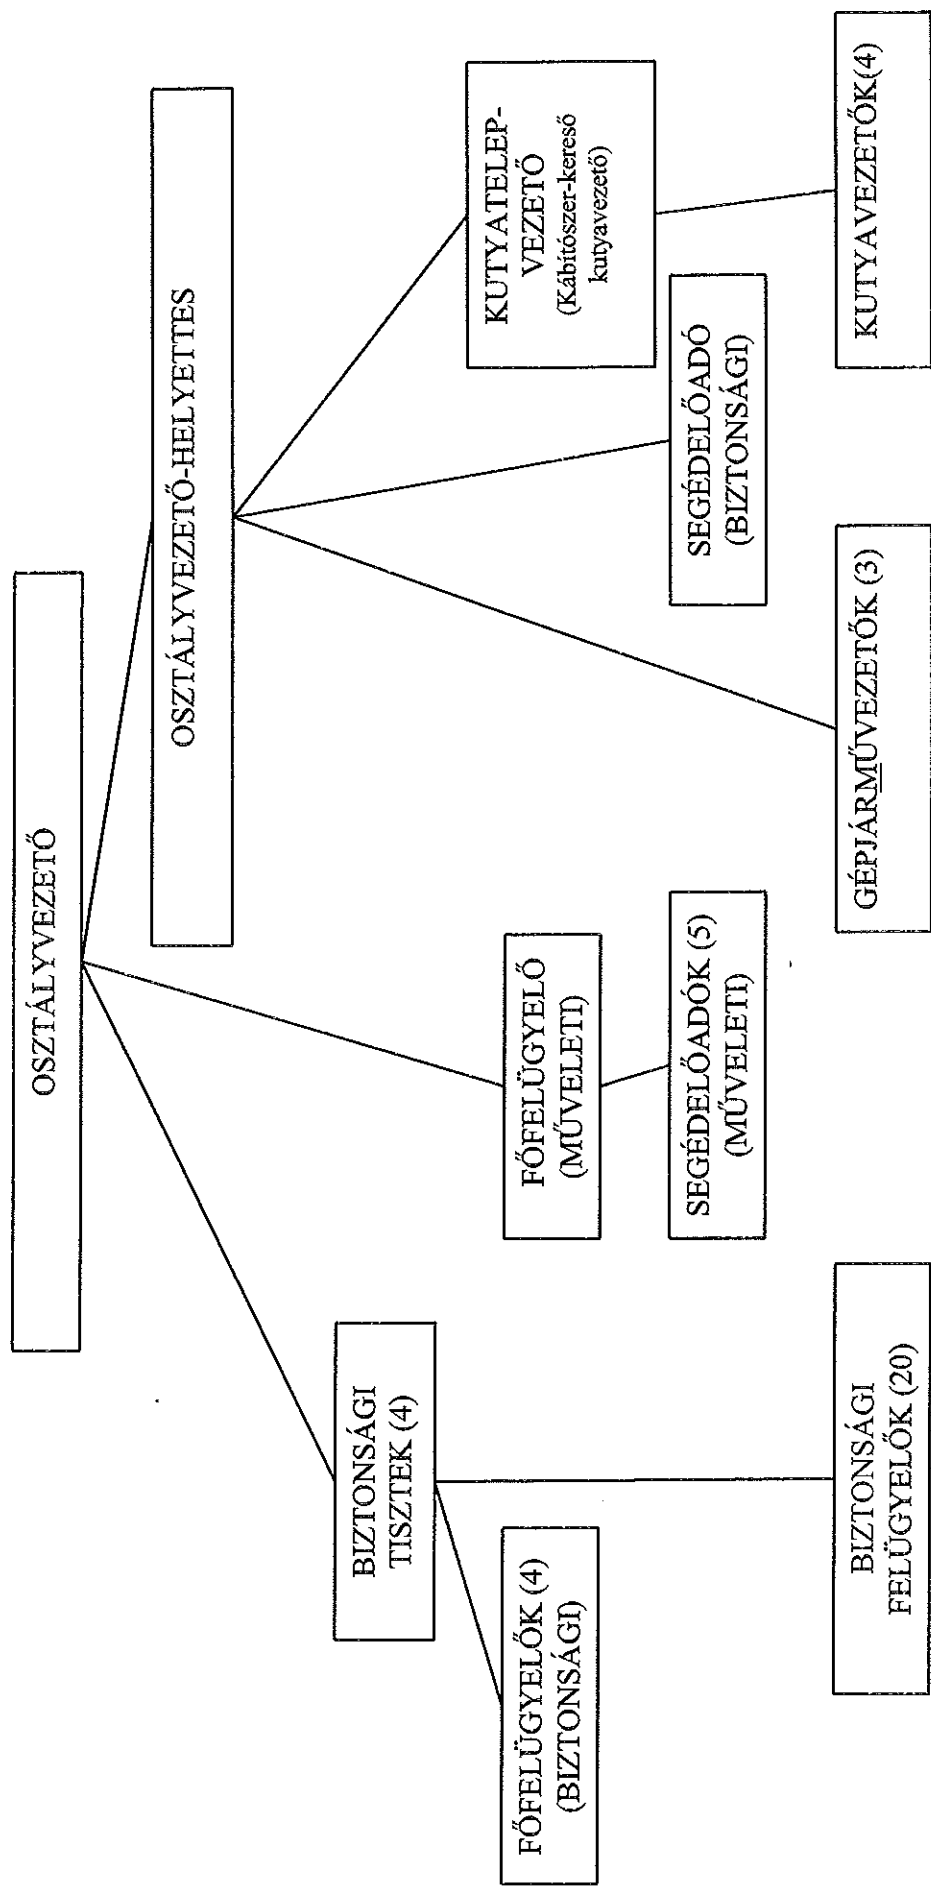 OSZTÁLYVEZETŐ
OSZTÁLYVEZETŐ-HELYETTES
BIZTONSÁGI
TISZTEK (4)
FŐFELÜGYELŐK (4)
(BIZTONSÁGI)
FŐFELÜGYELŐ
(MŰVELETI)
KUTYATELEP-
VEZETŐ
(Kábítószer-kereső
kutyavezető)
SEGÉDELŐADÓK (5)
(MŰVELETI)
SEGÉDELŐADÓ
(BIZTONSÁGI)
BIZTONSÁGI
FELÜGYELŐK (20)
GÉPJÁRMŰVEZETŐK (3)
KUTYAVEZETŐK(4)